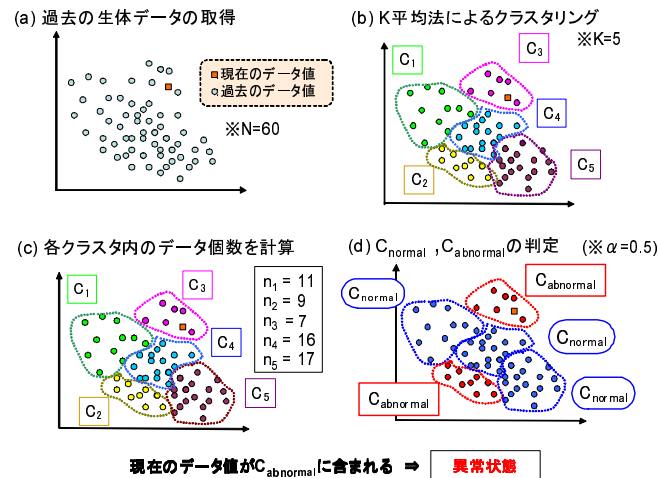 (a) 過去の生体データの取得
現在のデータ値
過去のデータ値
※N=60
(b) K平均法によるクラスタリング
※K=5
C1
C3
C4
C2
C5
(c) 各クラスタ内のデータ個数を計算
C1
C3
C4
C2
C5
n1 = 11
n2 = 9
n3 = 7
n4 = 16
n5 = 17
(d) Cnormal ,Cabnormalの判定 (※α=0.5)
Cnormal
Cabnormal
Cnormal
Cabnormal
Cnormal
現在のデータ値がCabnormalに含まれる ⇒ 異常状態